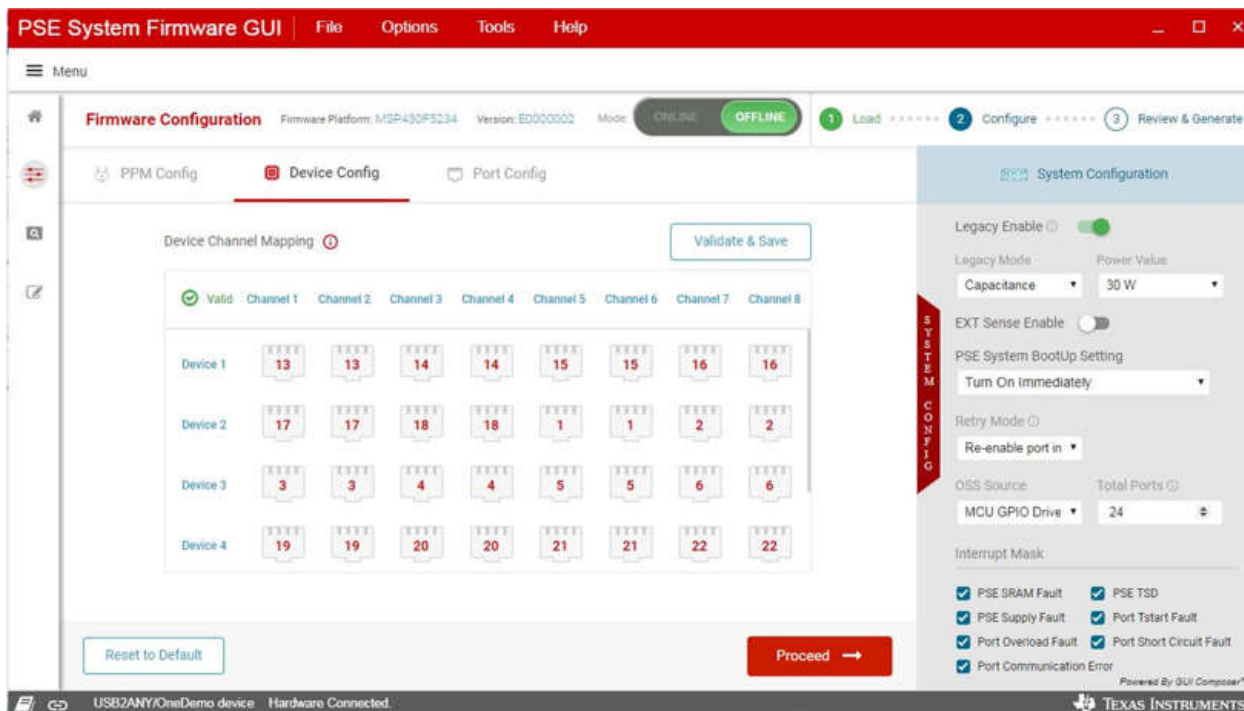 PSE System Firmware GUI File Options Tools Help
Menu
Firmware Configuration Firmware Platform: MSP430F5234 Version: E0000002 Mode: ONLINE OFFLINE 1 Load 2 Configure 3 Review & Generate
PPM Config Device Config Port Config
System Configuration
Device Channel Mapping
Validate & Save
Valid Channel 1 Channel 2 Channel 3 Channel 4 Channel 5 Channel 6 Channel 7 Channel 8
Device 1 13 13 14 14 15 15 16 16
Device 2 17 17 18 18 1 1 2 2
Device 3 3 3 4 4 5 5 6 6
Device 4 19 19 20 20 21 21 22 22
Reset to Default
Proceed
SYSTEM CONFIG
Legacy Enable
Legacy Mode Power Value
Capacitance 30 W
EXT Sense Enable
PSE System BootUp Setting
Turn On Immediately
Retry Mode
Re-enable port in
OSS Source Total Ports
MCU GPIO Drive 24
Interrupt Mask
PSE SRAM Fault PSE TSD
PSE Supply Fault Port Tstart Fault
Port Overload Fault Port Short Circuit Fault
Port Communication Error
Powered By GUI Composer™
USB2ANY/OneDemo device Hardware Connected.
TEXAS INSTRUMENTS